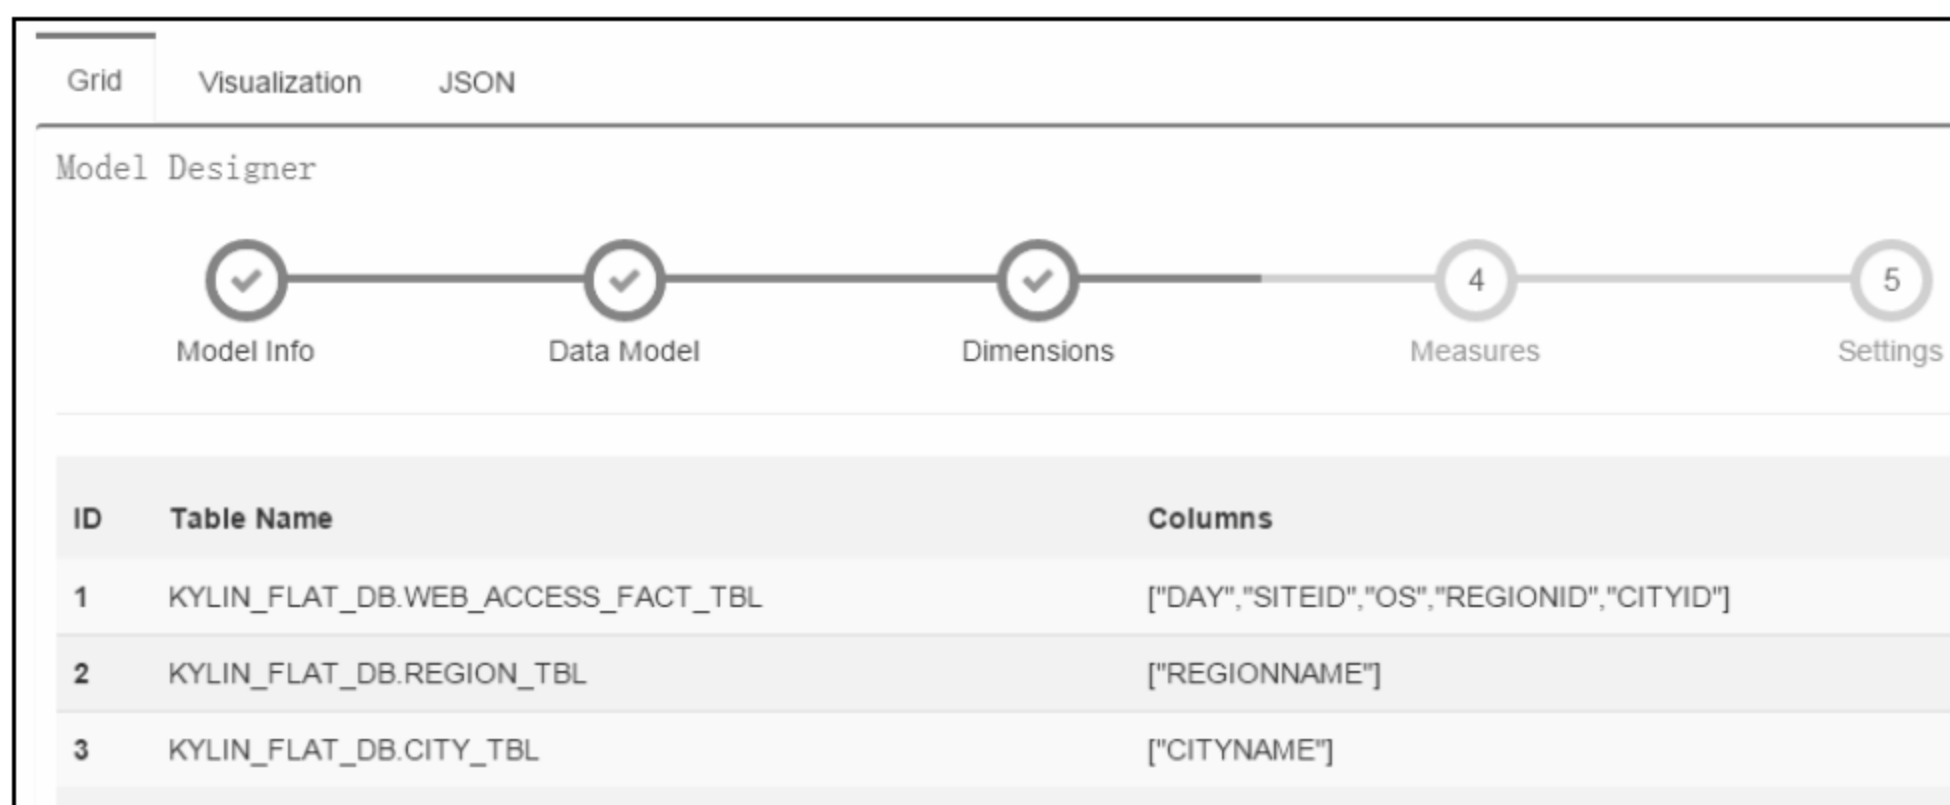 Grid Visualization JSON
Model Designer
4 5
Model Info Data Model Dimensions Measures Settings
ID Table Name Columns
1 KYLIN_FLAT_DB.WEB_ACCESS_FACT_TBL ["DAY","SITEID","OS","REGIONID","CITYID"]
2 KYLIN_FLAT_DB.REGION_TBL ["REGIONNAME"]
3 KYLIN_FLAT_DB.CITY_TBL ["CITYNAME"]